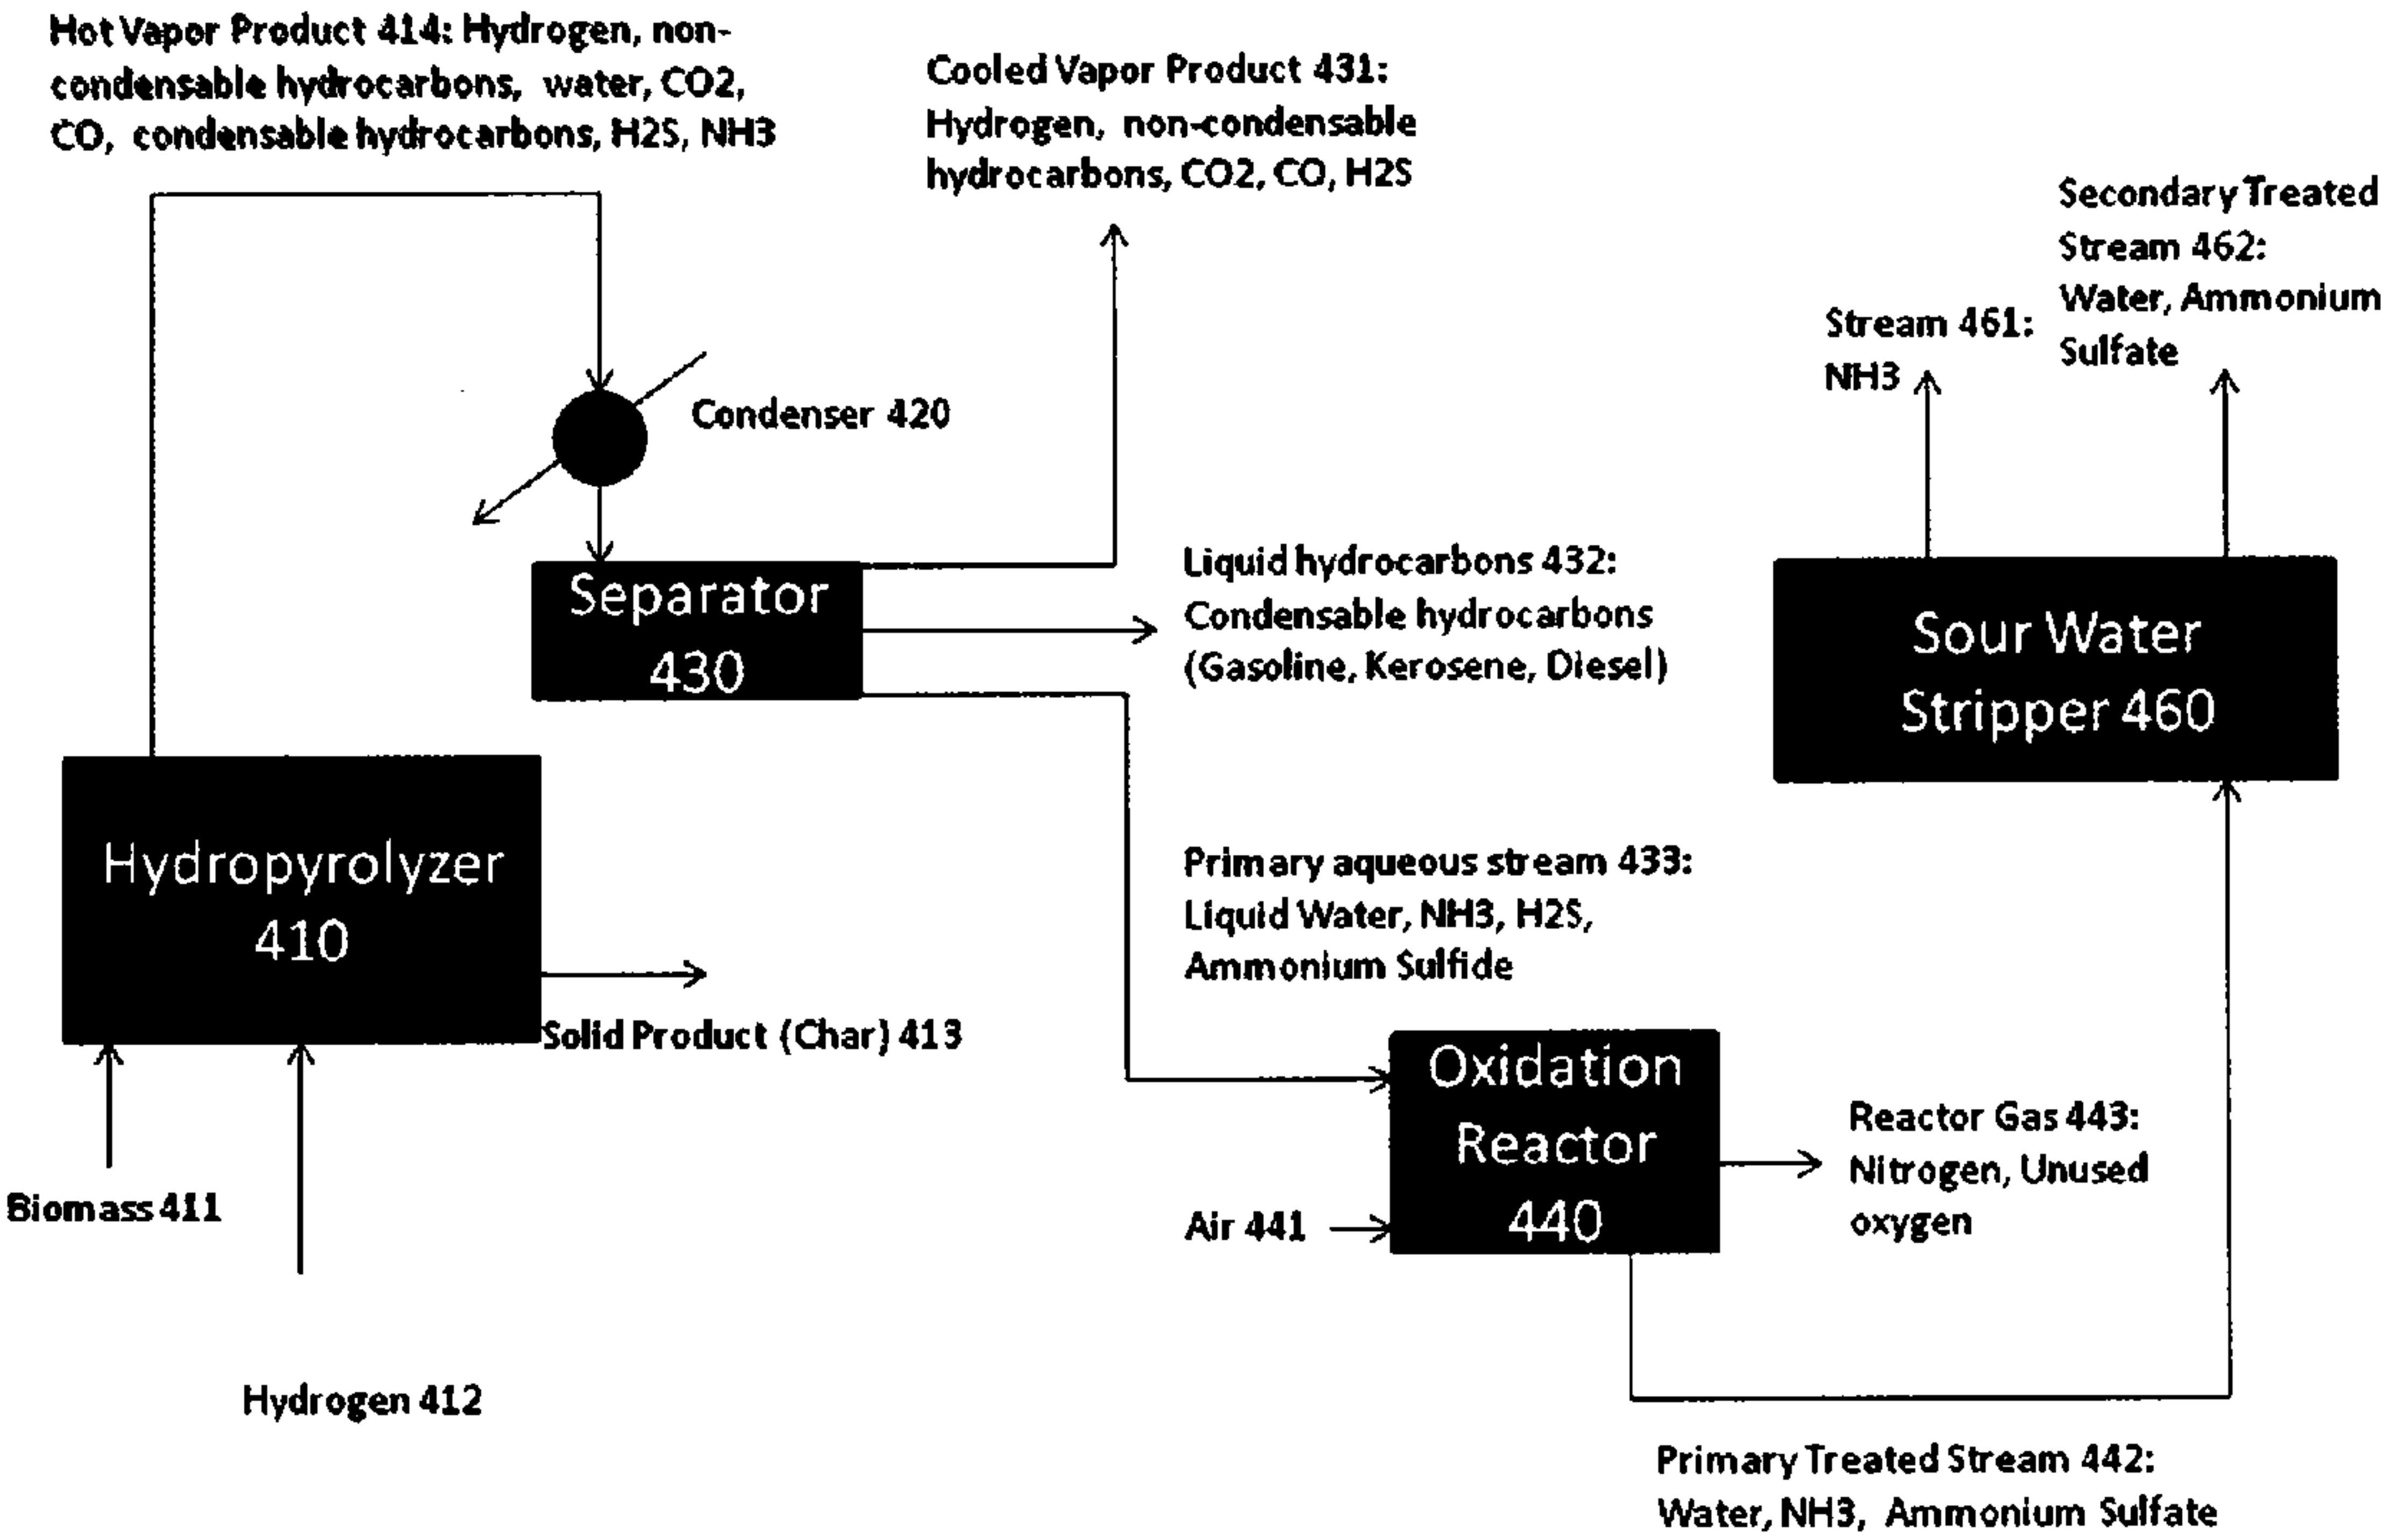 Hot Vapor Product 414: Hydrogen, non-
condensable hydrocarbons, water, CO2,
CO, condensable hydrocarbons, H2S, NH3
Cooled Vapor Product 431:
Hydrogen, non-condensable
hydrocarbons, CO2, CO, H2S
Secondary Treated
Stream 462:
Water, Ammonium
Sulfate
Stream 461:
NH3
Condenser 420
Separator
430
Liquid hydrocarbons 432:
Condensable hydrocarbons
(Gasoline, Kerosene, Diesel)
Sour Water
Stripper 460
Hydropyrolyzer
410
Primary aqueous stream 433:
Liquid Water, NH3, H2S,
Ammonium Sulfide
Solid Product (Char) 413
Oxidation
Reactor
440
Reactor Gas 443:
Nitrogen, Unused
oxygen
Biomass 411
Air 441
Hydrogen 412
Primary Treated Stream 442:
Water, NH3, Ammonium Sulfate